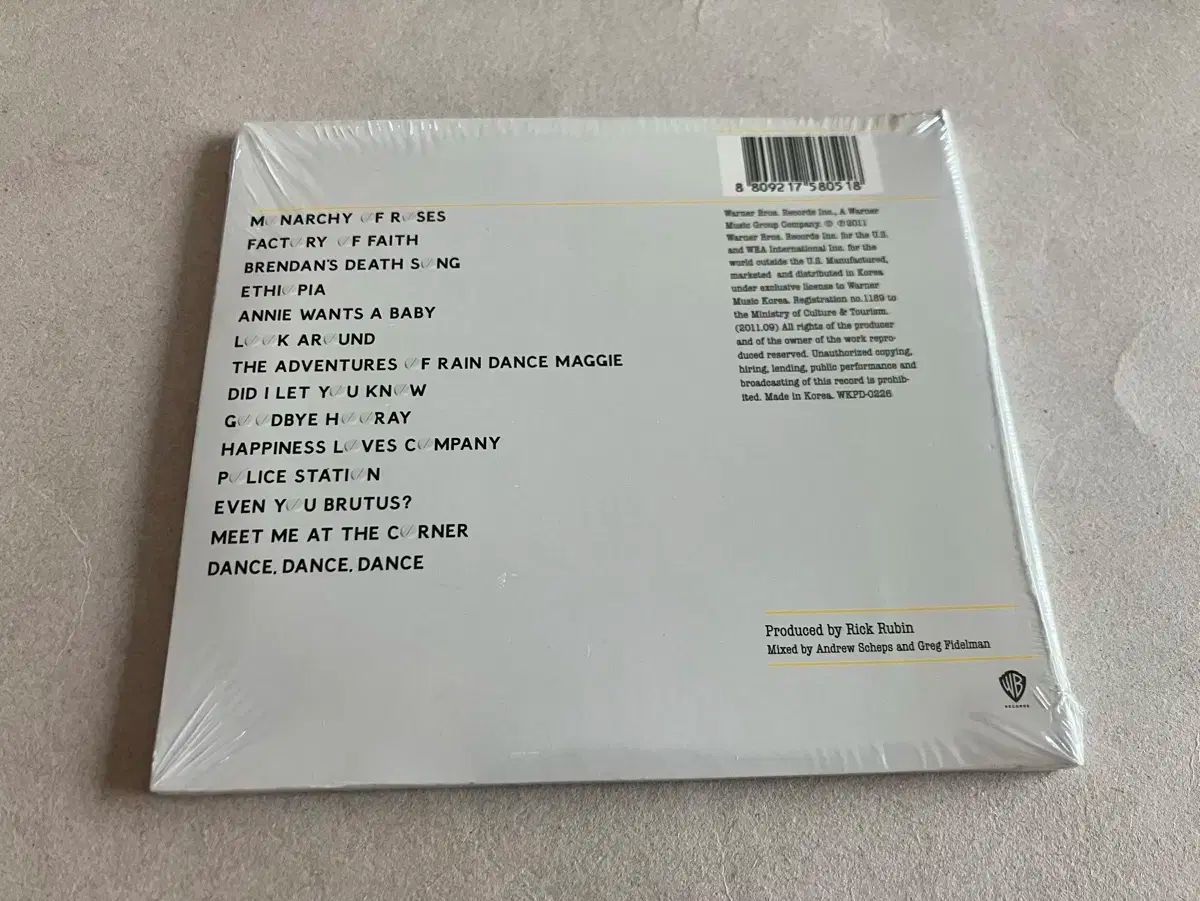 8 809217 580518
MONARCHY OF ROSES
FACTORY OF FAITH
BRENDAN'S DEATH SONG
ETHIOPIA
ANNIE WANTS A BABY
LOOK AROUND
THE ADVENTURES OF RAIN DANCE MAGGIE
DID I LET YOU KNOW
GOODBYE HOORAY
HAPPINESS LOVES COMPANY
POLICE STATION
EVEN YOU BRUTUS?
MEET ME AT THE CORNER
DANCE, DANCE, DANCE
Warner Bros. Records Inc., A Warner
Music Group Company. © ℗2011
Warner Bros. Records Inc. for the U.S.
and WEA International Inc. for the
world outside the U.S. Manufactured,
marketed and distributed in Korea
under exclusive license to Warner
Music Korea. Registration no.1189 to
the Ministry of Culture & Tourism.
(2011.09) All rights of the producer
and of the owner of the work repro-
duced reserved. Unauthorized copying,
hiring, lending, public performance and
broadcasting of this record is prohib-
ited. Made in Korea. WKPD-0226
Produced by Rick Rubin
Mixed by Andrew Scheps and Greg Fidelman
WB
RECORDS